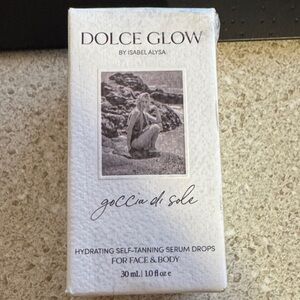 DOLCE GLOW
BY ISABEL ALYSA
goccia di sole
HYDRATING SELF-TANNING SERUM DROPS
FOR FACE & BODY
30 mL | 1.0 fl oz e